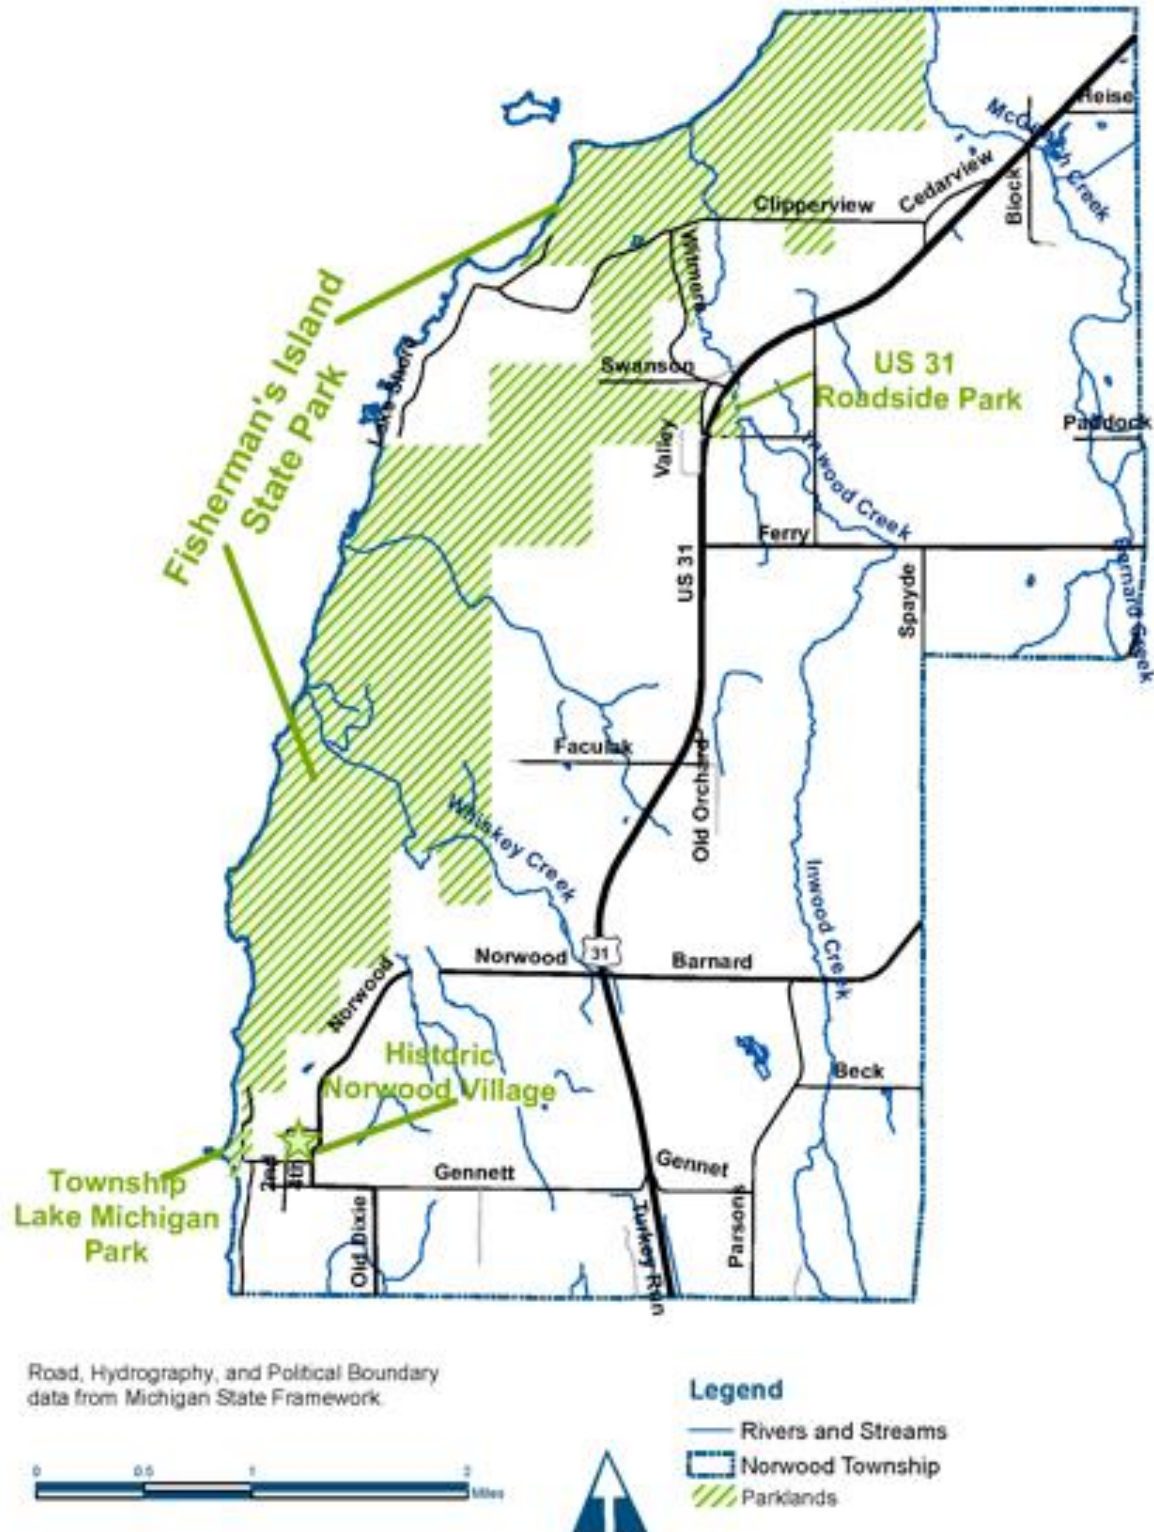 Heise
McGeach Creek
Cedarview
Block
Clipperview
Witmere
Fisherman's Island
State Park
Lake Shore
Swanson
US 31
Roadside Park
Paddock
Valley
Inwood Creek
Ferry
US 31
Spayde
Barnard Creek
Faculak
Old Orchard
Whiskey Creek
Inwood Creek
31
Norwood
Barnard
Norwood
Historic
Norwood Village
Beck
2nd
4th
Gennett
Gennet
Township
Lake Michigan
Park
Old Dixie
Turkey Run
Parsons
Road, Hydrography, and Political Boundary
data from Michigan State Framework.
Legend
Rivers and Streams
Norwood Township
Parklands
0 0.5 1 2
Miles